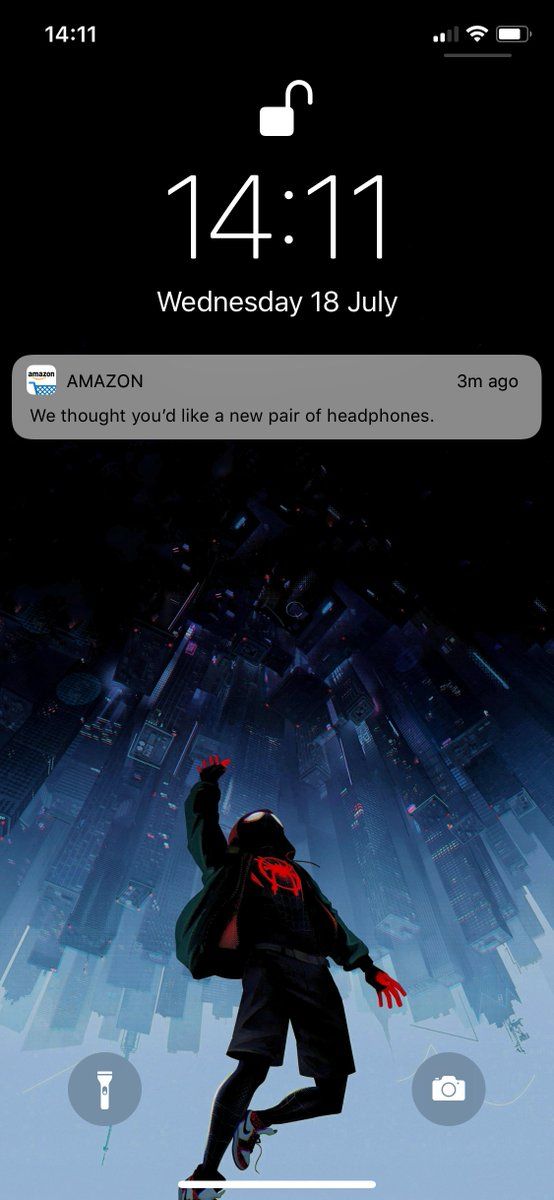 14:11
14:11
Wednesday 18 July
amazon
AMAZON
3m ago
We thought you’d like a new pair of headphones.